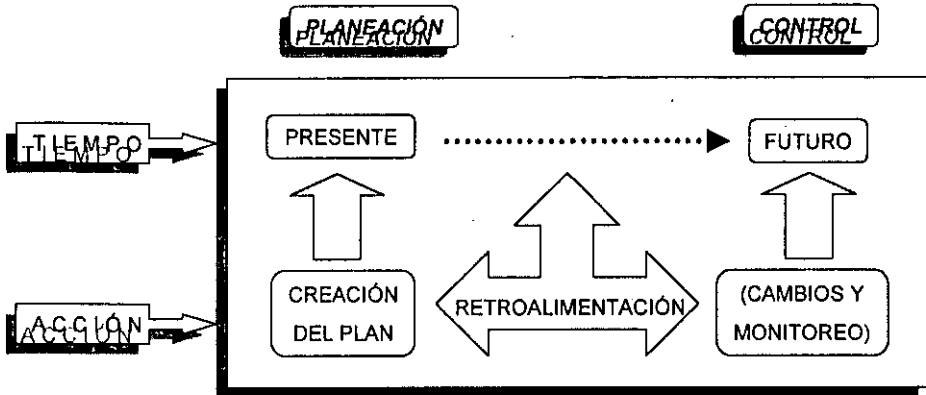 PLANEACIÓN
CONTROL
TIEMPO
PRESENTE
FUTURO
ACCIÓN
CREACIÓN
DEL PLAN
RETROALIMENTACIÓN
(CAMBIOS Y
MONITOREO)